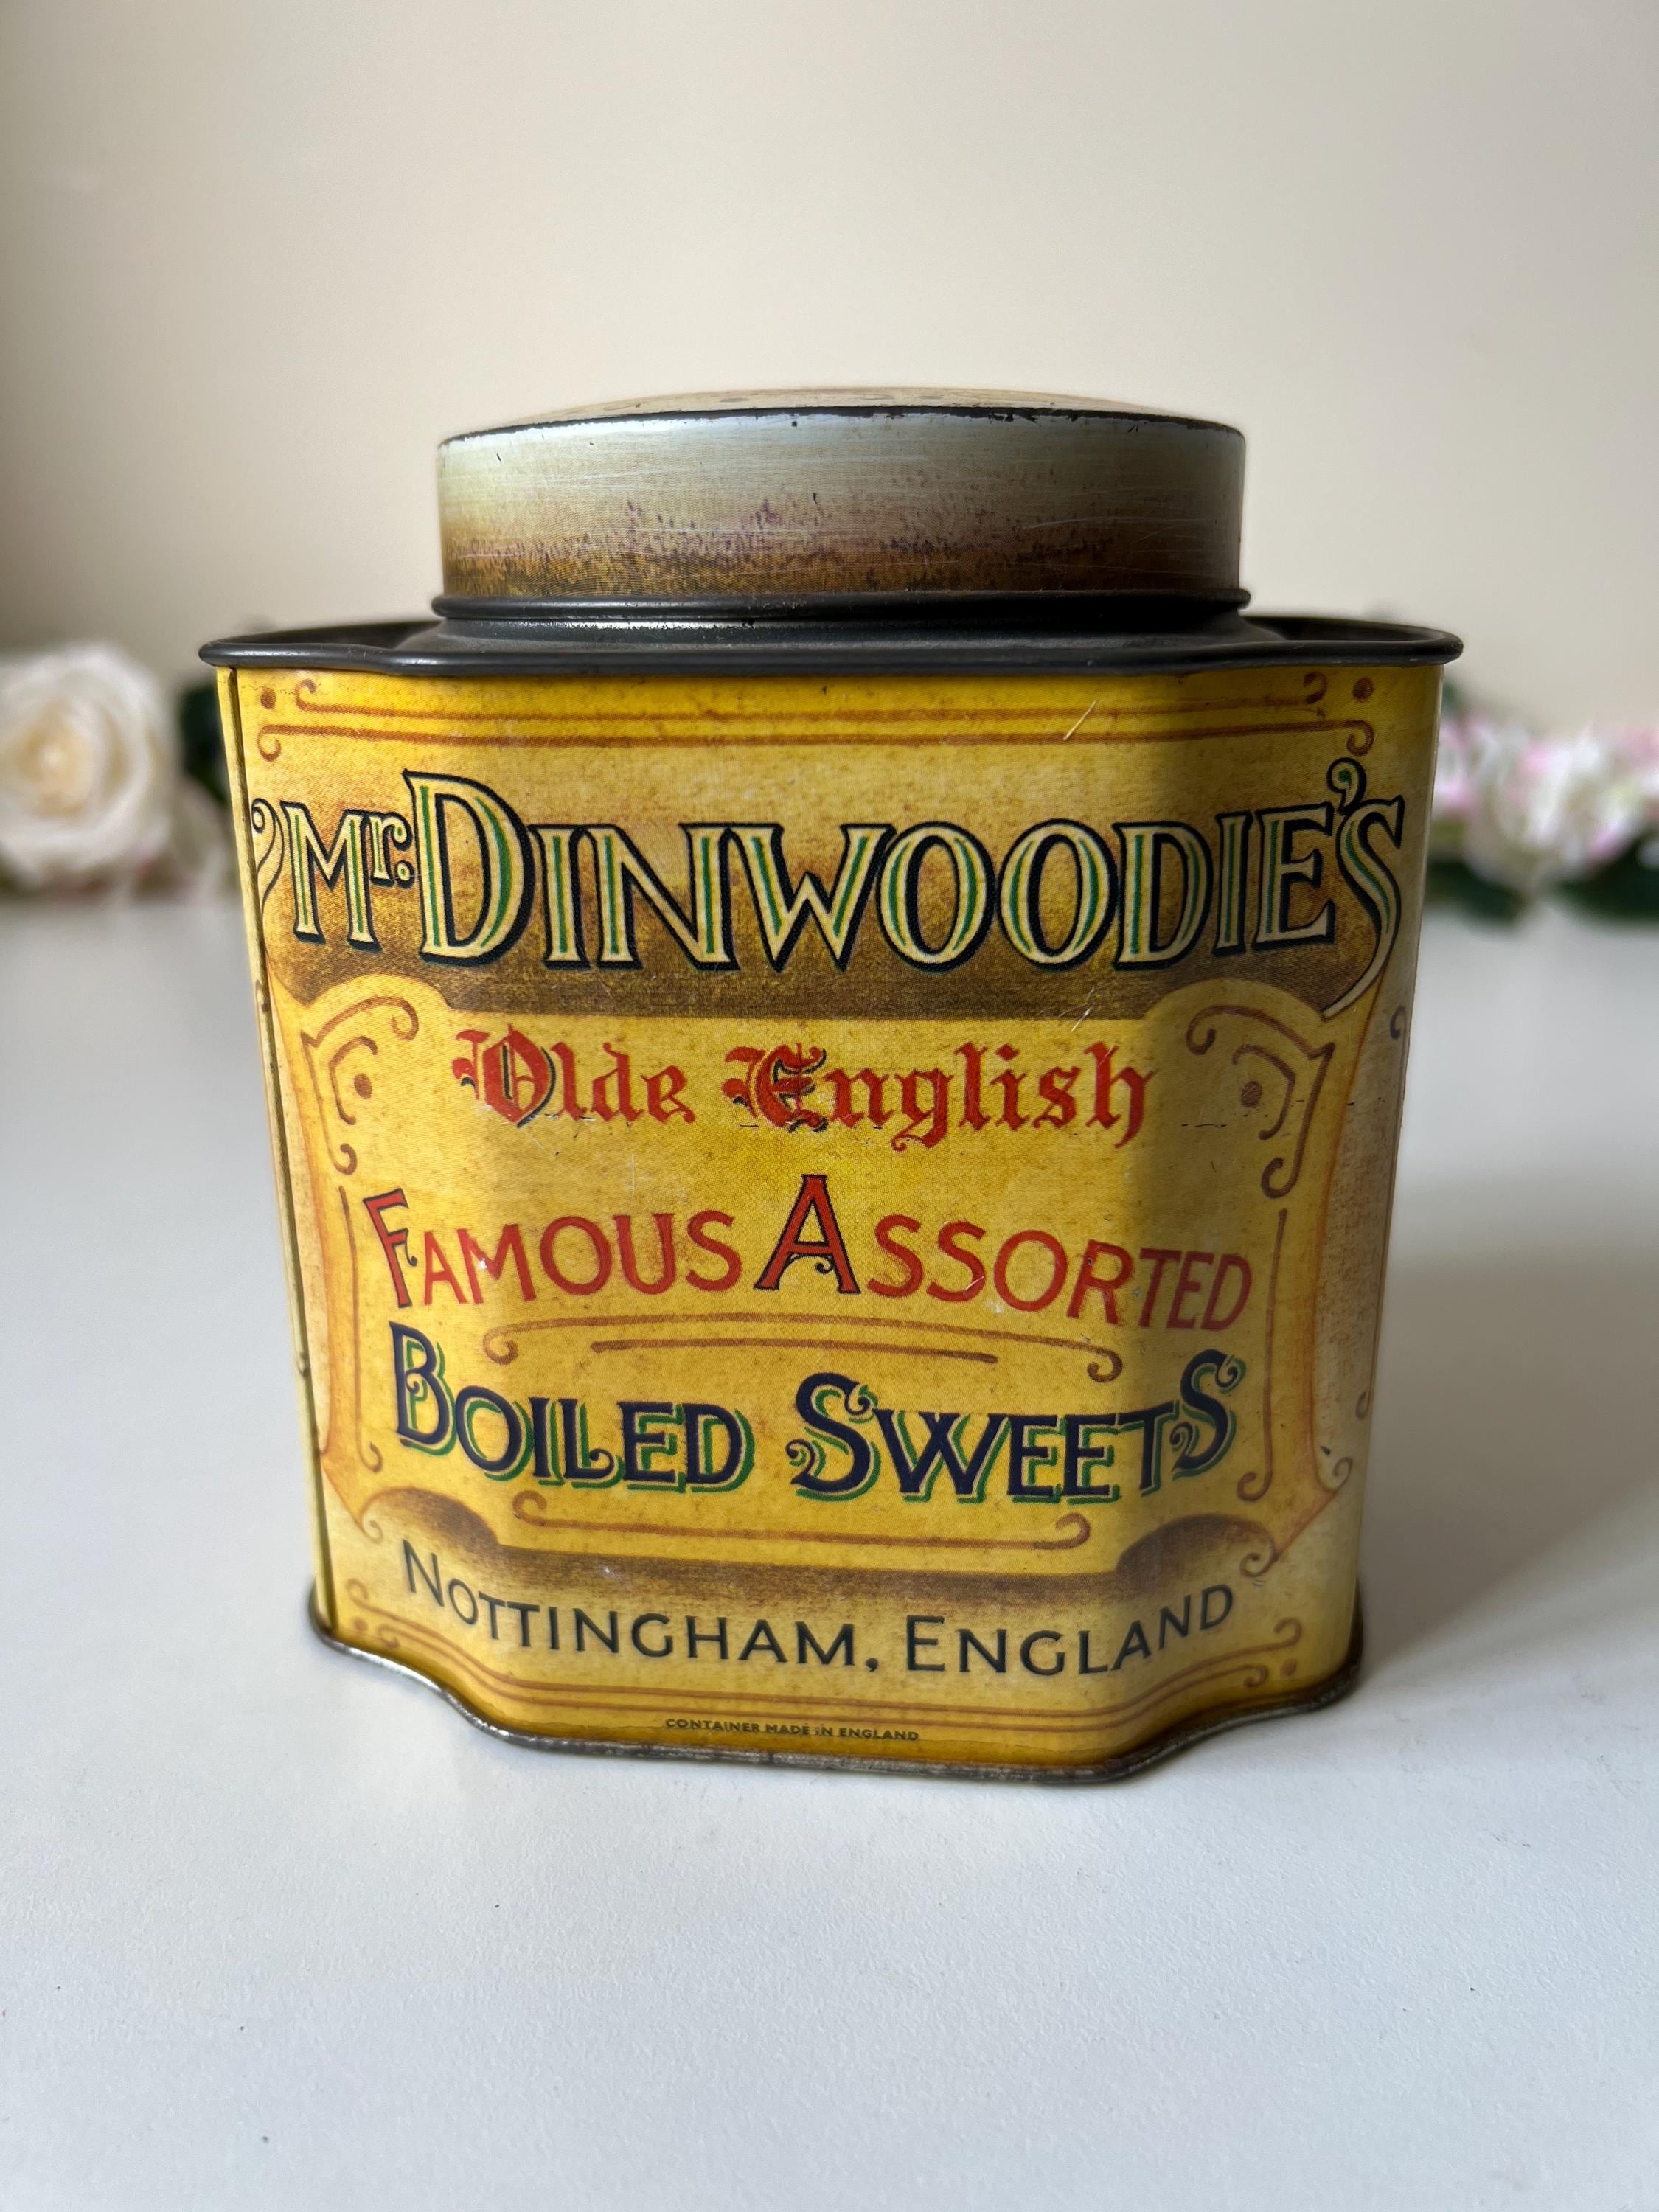 Mr. DINWOODIE'S
Olde English
FAMOUS ASSORTED
BOILED SWEETS
NOTTINGHAM, ENGLAND
CONTAINER MADE IN ENGLAND